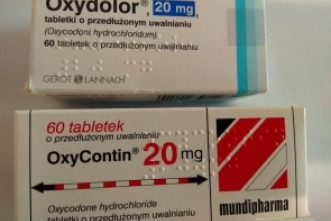 Oxydolor®, 20 mg,
tabletki o przedłużonym uwalnianiu
(Oxycodoni hydrochloridum)
60 tabletek o przedłużonym uwalnianiu
GEROT LANNACH
60 tabletek
o przedłużonym uwalnieniu
OxyContin® 20 mg
Oxycodone hydrochloride
tabletki o przedłużonym uwalnianiu
mundipharma